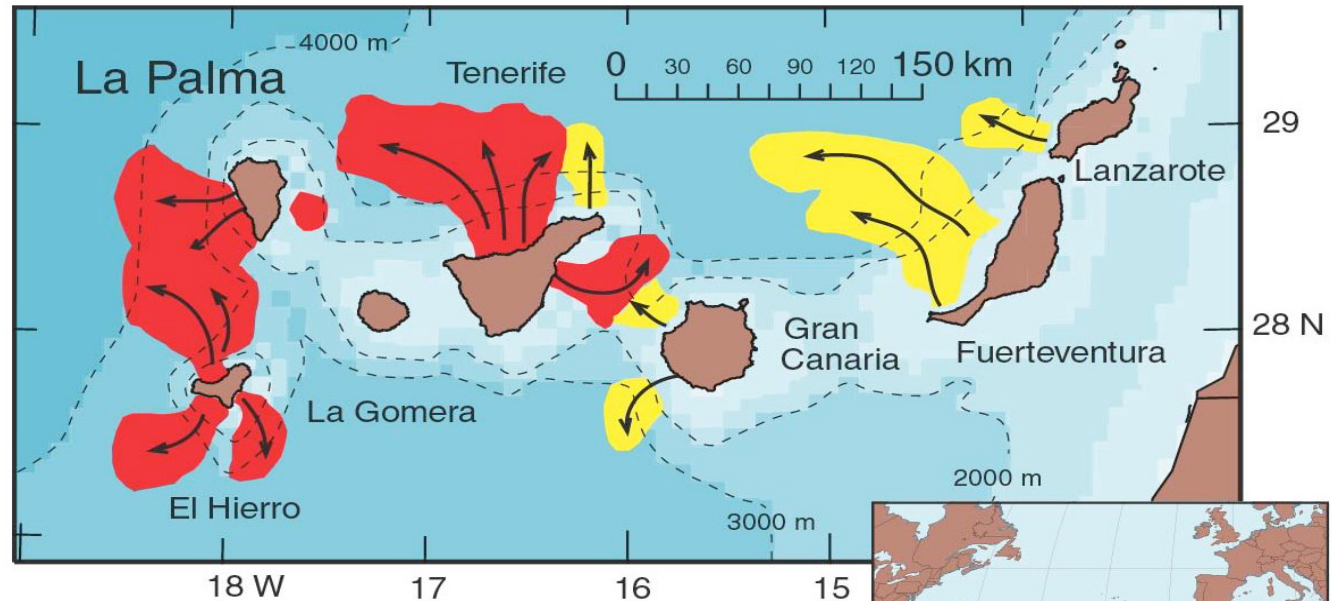 4000 m
La Palma
Tenerife
0 30 60 90 120 150 km
29
Lanzarote
Gran
Canaria
28 N
Fuerteventura
La Gomera
El Hierro
2000 m
3000 m
18 W 17 16 15